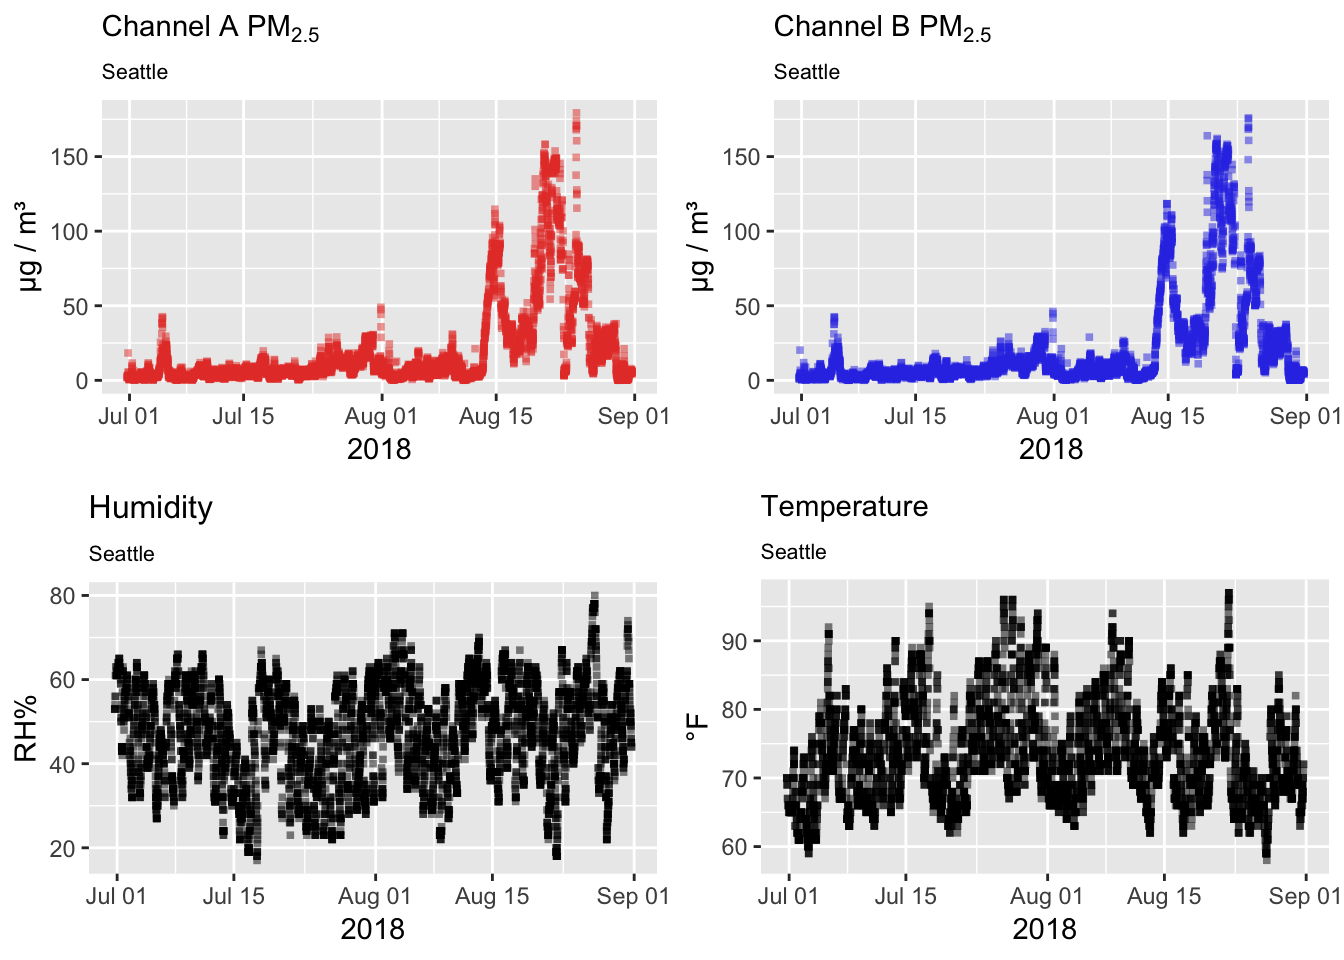 Channel A PM2.5
Seattle
150
100
50
0
µg / m³
Jul 01 Jul 15 Aug 01 Aug 15 Sep 01
2018
Channel B PM2.5
Seattle
150
100
50
0
µg / m³
Jul 01 Jul 15 Aug 01 Aug 15 Sep 01
2018
Humidity
Seattle
80
60
40
20
RH%
Jul 01 Jul 15 Aug 01 Aug 15 Sep 01
2018
Temperature
Seattle
90
80
70
60
°F
Jul 01 Jul 15 Aug 01 Aug 15 Sep 01
2018